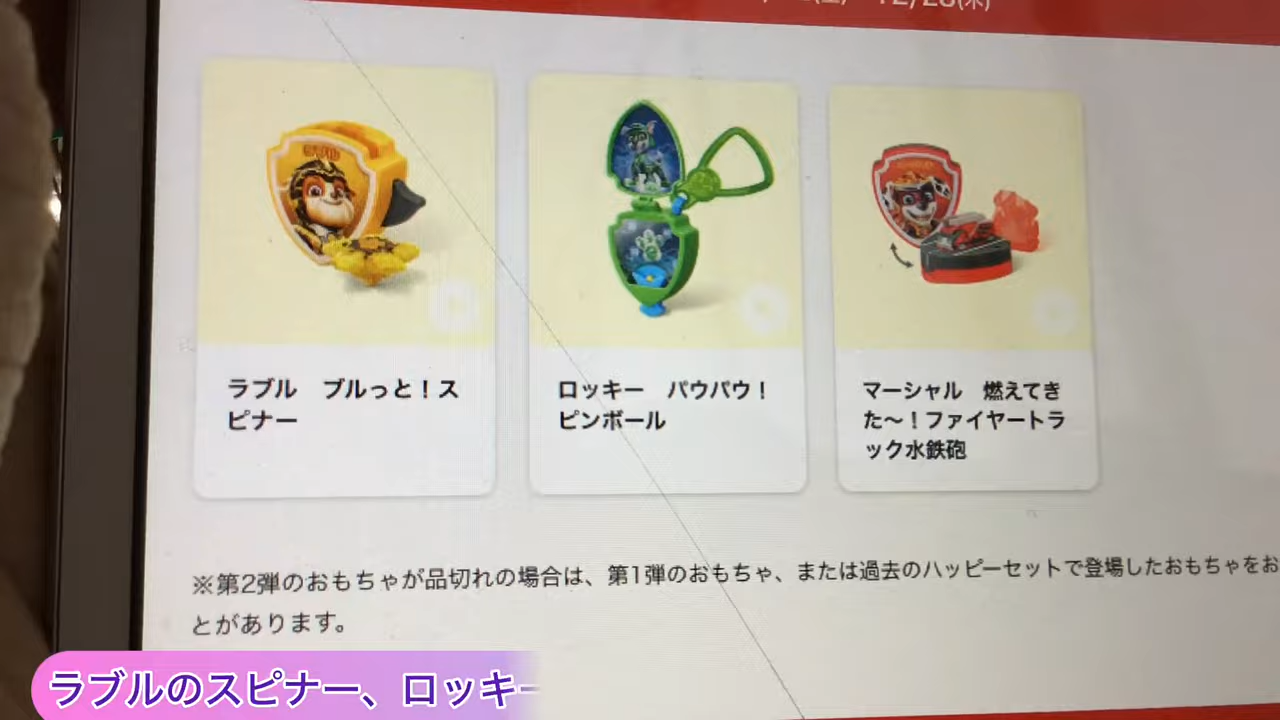 12/28(木)
ラブル　ブルっと！ス
ピナー
ロッキー　パウパウ！
ピンボール
マーシャル　燃えてき
た～！ファイヤートラ
ック水鉄砲
※第2弾のおもちゃが品切れの場合は、第1弾のおもちゃ、または過去のハッピーセットで登場したおもちゃをお
とがあります。
ラブルのスピナー、ロッキー